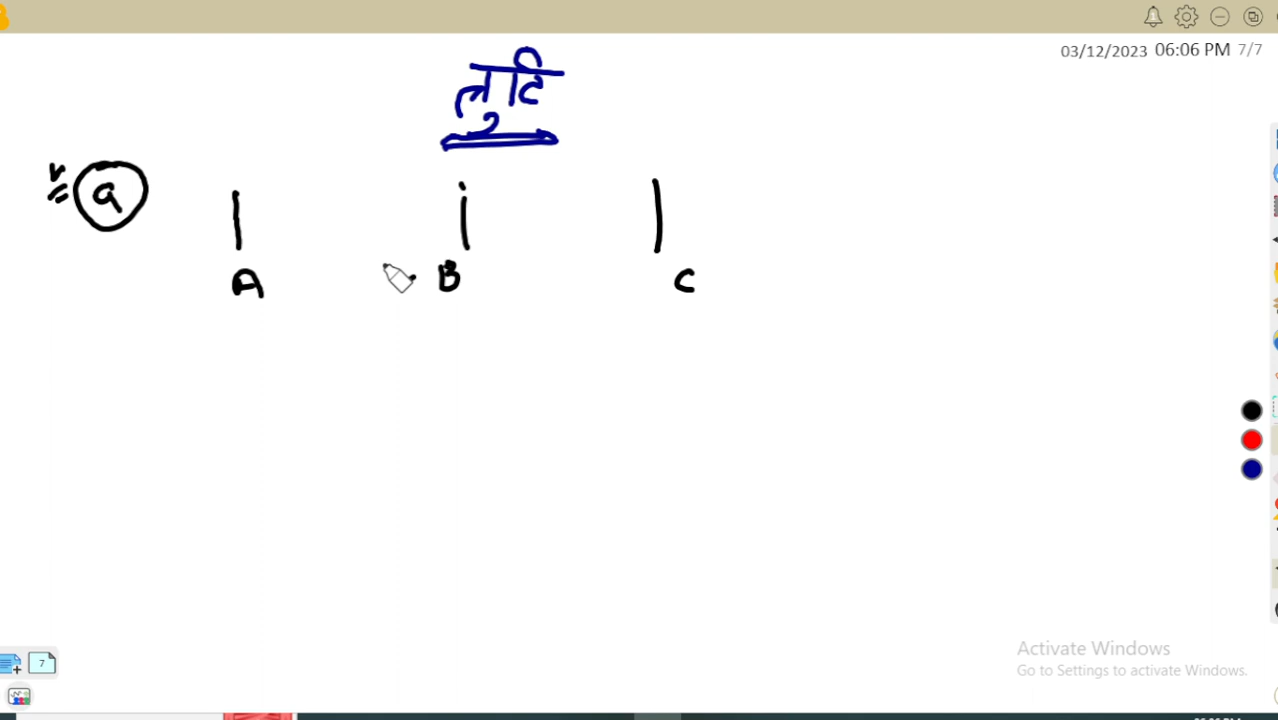 03/12/2023 06:06 PM 7/7
लुटि
a
A B C
7
Activate Windows
Go to Settings to activate Windows.